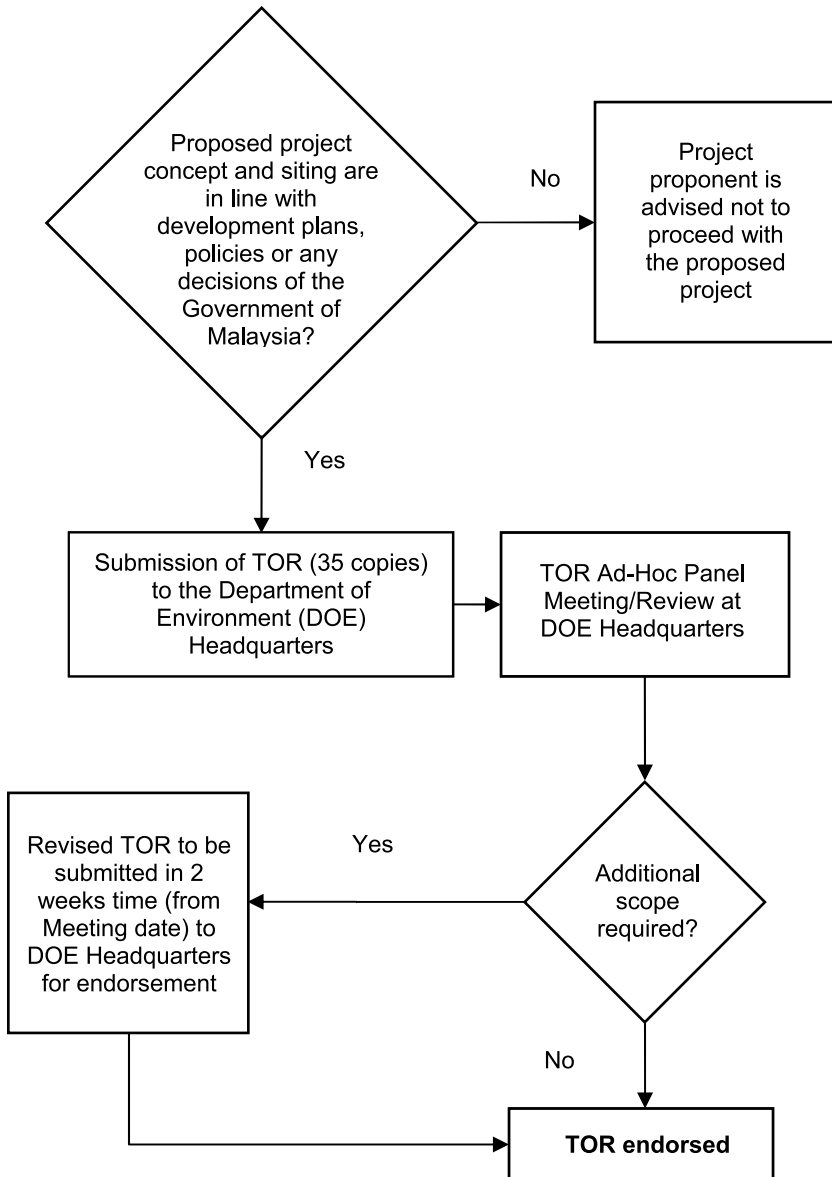 Proposed project
concept and siting are
in line with
development plans,
policies or any
decisions of the
Government of
Malaysia?
No
Project
proponent is
advised not to
proceed with
the proposed
project
Yes
Submission of TOR (35 copies)
to the Department of
Environment (DOE)
Headquarters
TOR Ad-Hoc Panel
Meeting/Review at
DOE Headquarters
Additional
scope
required?
Yes
Revised TOR to be
submitted in 2
weeks time (from
Meeting date) to
DOE Headquarters
for endorsement
No
TOR endorsed